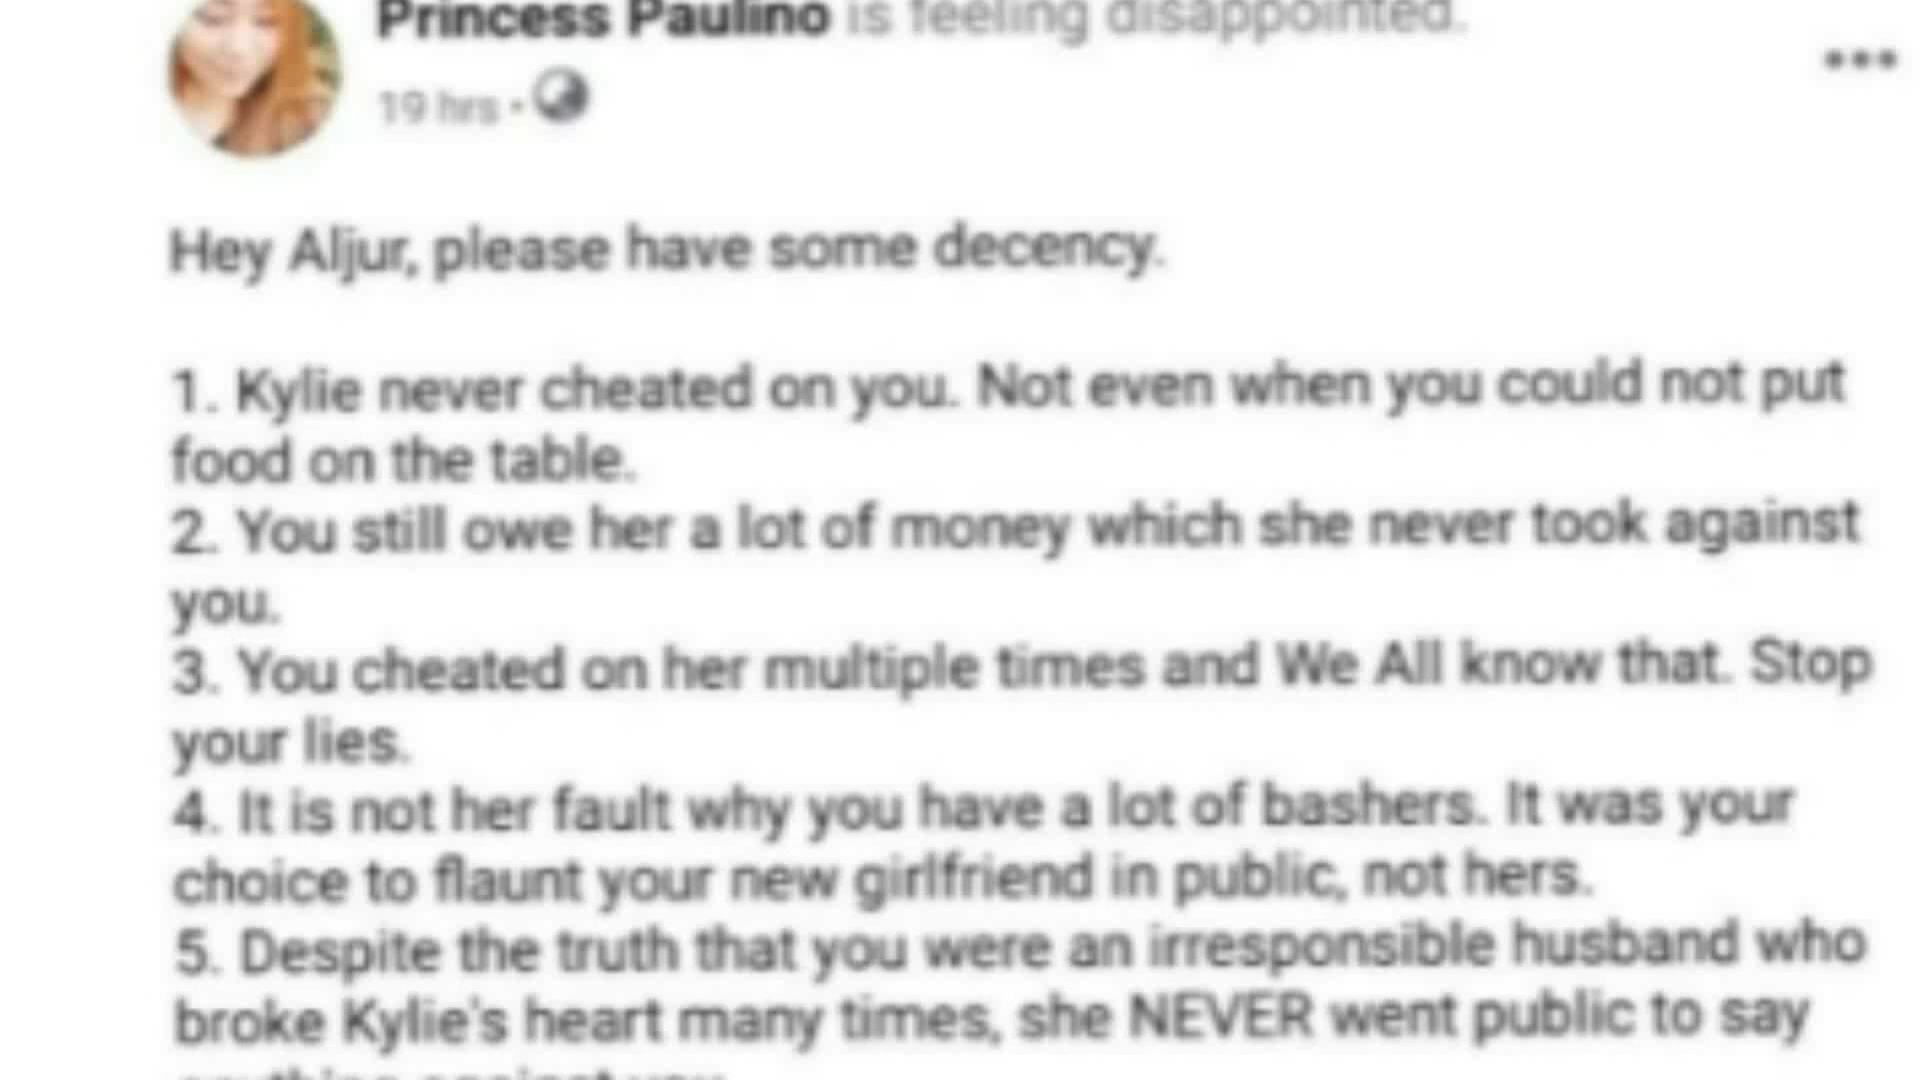 Princess Paulino is feeling disappointed.
19 hrs •
Hey Aljur, please have some decency.
1. Kylie never cheated on you. Not even when you could not put
food on the table.
2. You still owe her a lot of money which she never took against
you.
3. You cheated on her multiple times and We All know that. Stop
your lies.
4. It is not her fault why you have a lot of bashers. It was your
choice to flaunt your new girlfriend in public, not hers.
5. Despite the truth that you were an irresponsible husband who
broke Kylie's heart many times, she NEVER went public to say
anything against you.